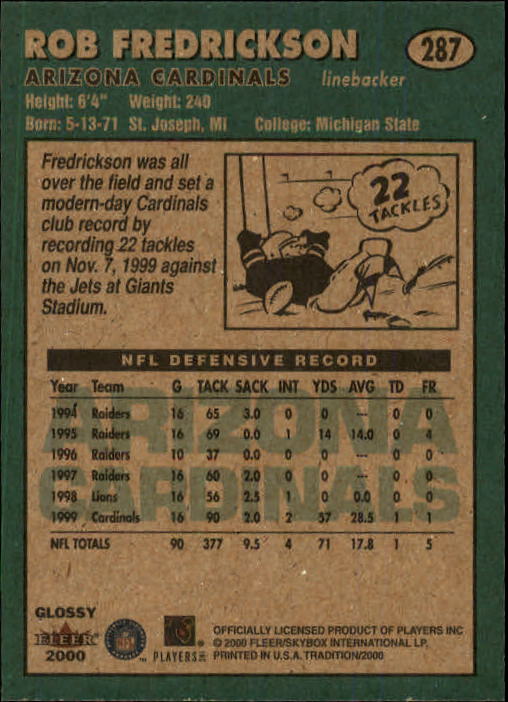 ROB FREDRICKSON
287
ARIZONA CARDINALS linebacker
Height: 6'4" Weight: 240
Born: 5-13-71 St. Joseph, MI College: Michigan State
Fredrickson was all
over the field and set a
modern-day Cardinals
club record by
recording 22 tackles
on Nov. 7, 1999 against
the Jets at Giants
Stadium.
22
TACKLES
NFL DEFENSIVE RECORD
ARIZONA
CARDINALS
Year Team G TACK SACK INT YDS AVG TD FR
1994 Raiders 16 65 3.0 0 0 --- 0 0
1995 Raiders 16 69 0.0 1 14 14.0 0 4
1996 Raiders 10 37 0.0 0 0 --- 0 0
1997 Raiders 16 60 2.0 0 0 --- 0 0
1998 Lions 16 56 2.5 1 0 0.0 0 0
1999 Cardinals 16 90 2.0 2 57 28.5 1 1
NFL TOTALS 90 377 9.5 4 71 17.8 1 5
GLOSSY
FLEER
2000
NFL
PLAYERS INC
OFFICIALLY LICENSED PRODUCT OF PLAYERS INC
© 2000 FLEER/SKYBOX INTERNATIONAL LP.
PRINTED IN U.S.A. TRADITION/2000